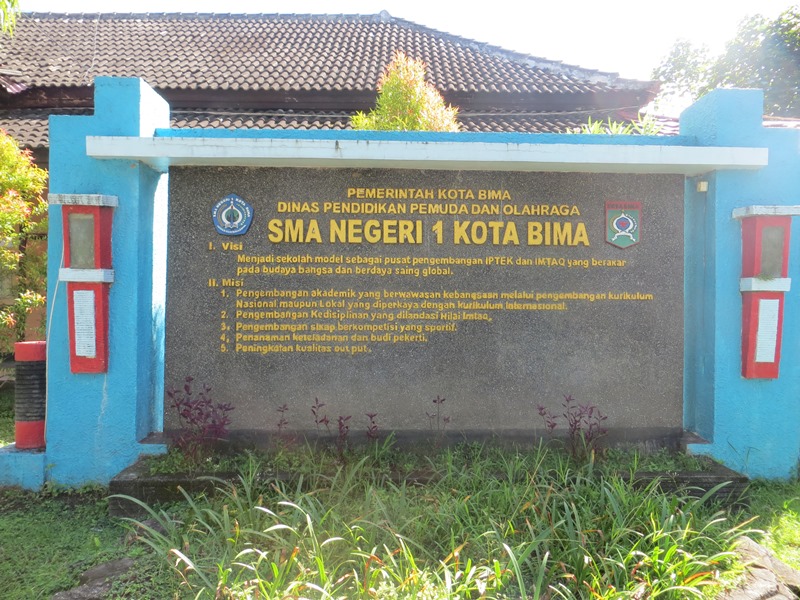 PEMERINTAH KOTA BIMA
DINAS PENDIDIKAN PEMUDA DAN OLAHRAGA
SMA NEGERI 1 KOTA BIMA
I. Visi
Menjadi sekolah model sebagai pusat pengembangan IPTEK dan IMTAQ yang berakar
pada budaya bangsa dan berdaya saing global.
II. Misi
1. Pengembangan akademik yang berwawasan kebangsaan melalui pengembangan kurikulum
Nasional maupun Lokal yang diperkaya dengan kurikulum Internasional.
2. Pengembangan Kedisiplinan yang dilandasi Nilai Imtaq.
3. Pengembangan sikap berkompetisi yang sportif.
4. Penanaman keteladanan dan budi pekerti.
5. Peningkatan kualitas out put.